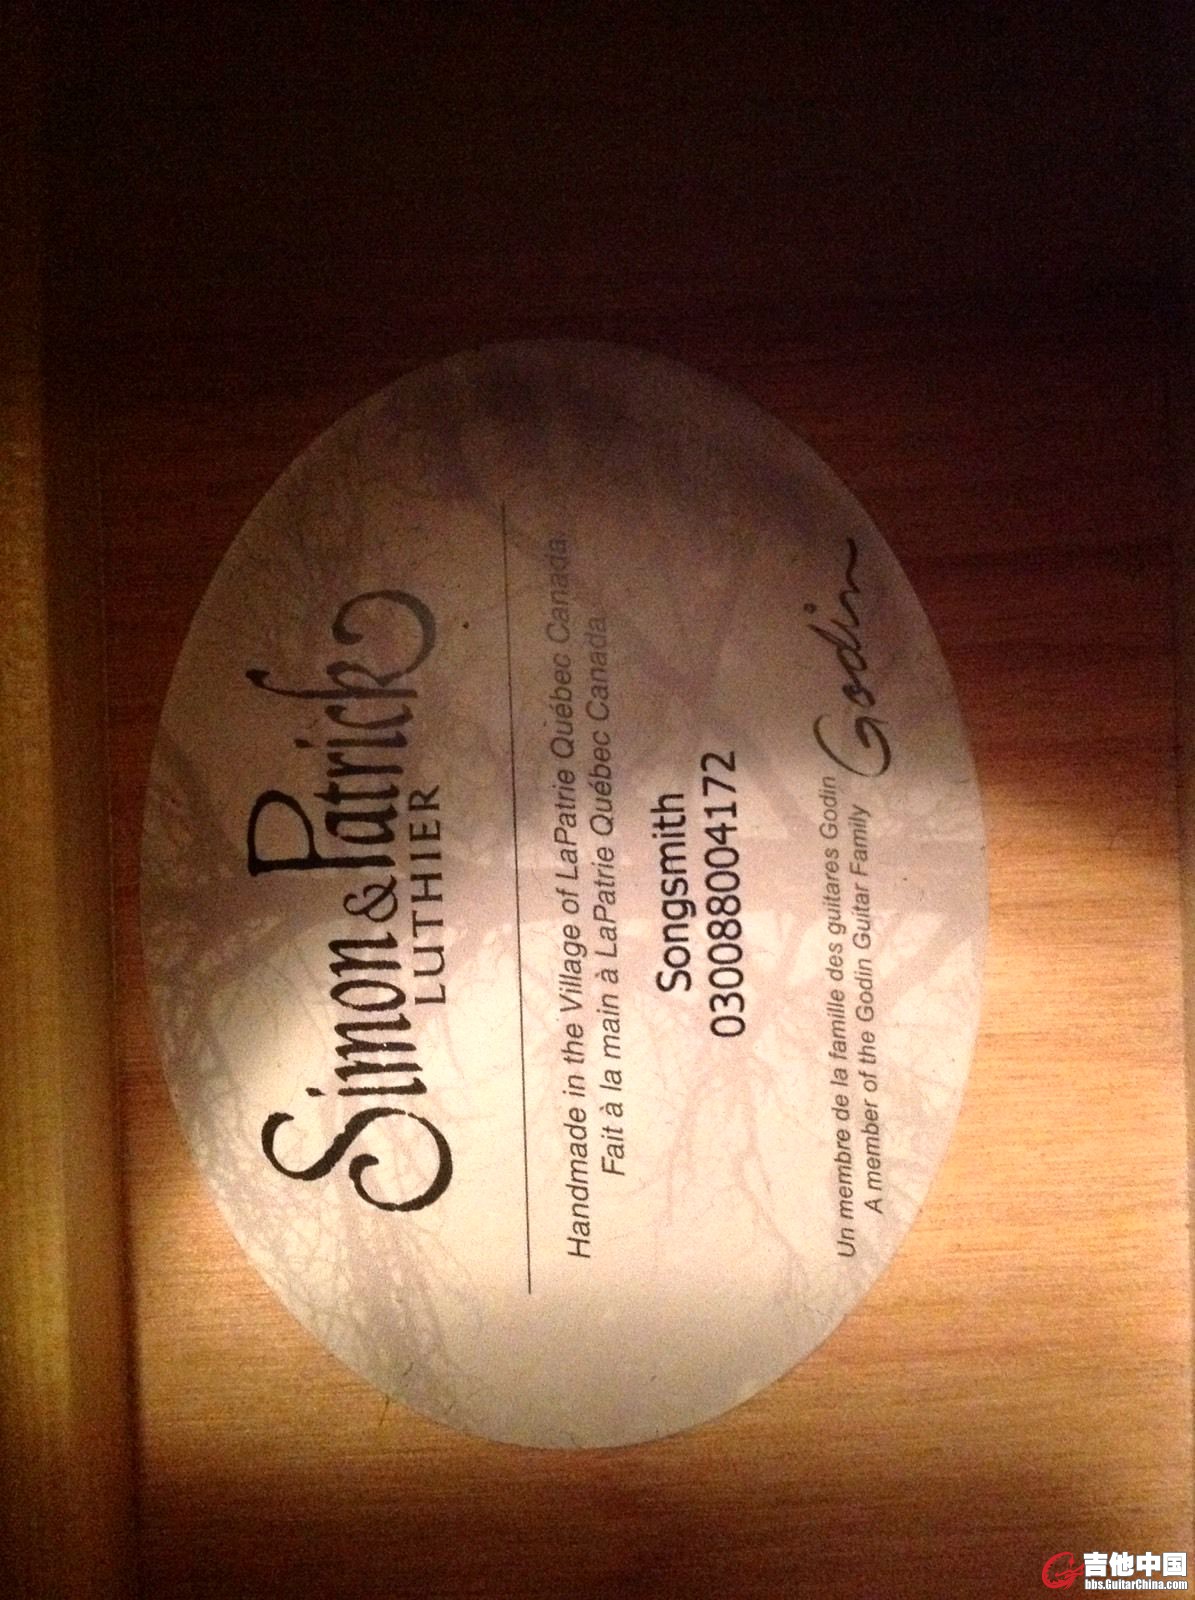 Simon & Patrick
LUTHIER
Handmade in the Village of LaPatrie Québec Canada.
Fait à la main à LaPatrie Québec Canada.
Songsmith
030088004172
Un membre de la famille des guitares Godin
A member of the Godin Guitar Family
Godin
吉他中国
bbs.GuitarChina.com